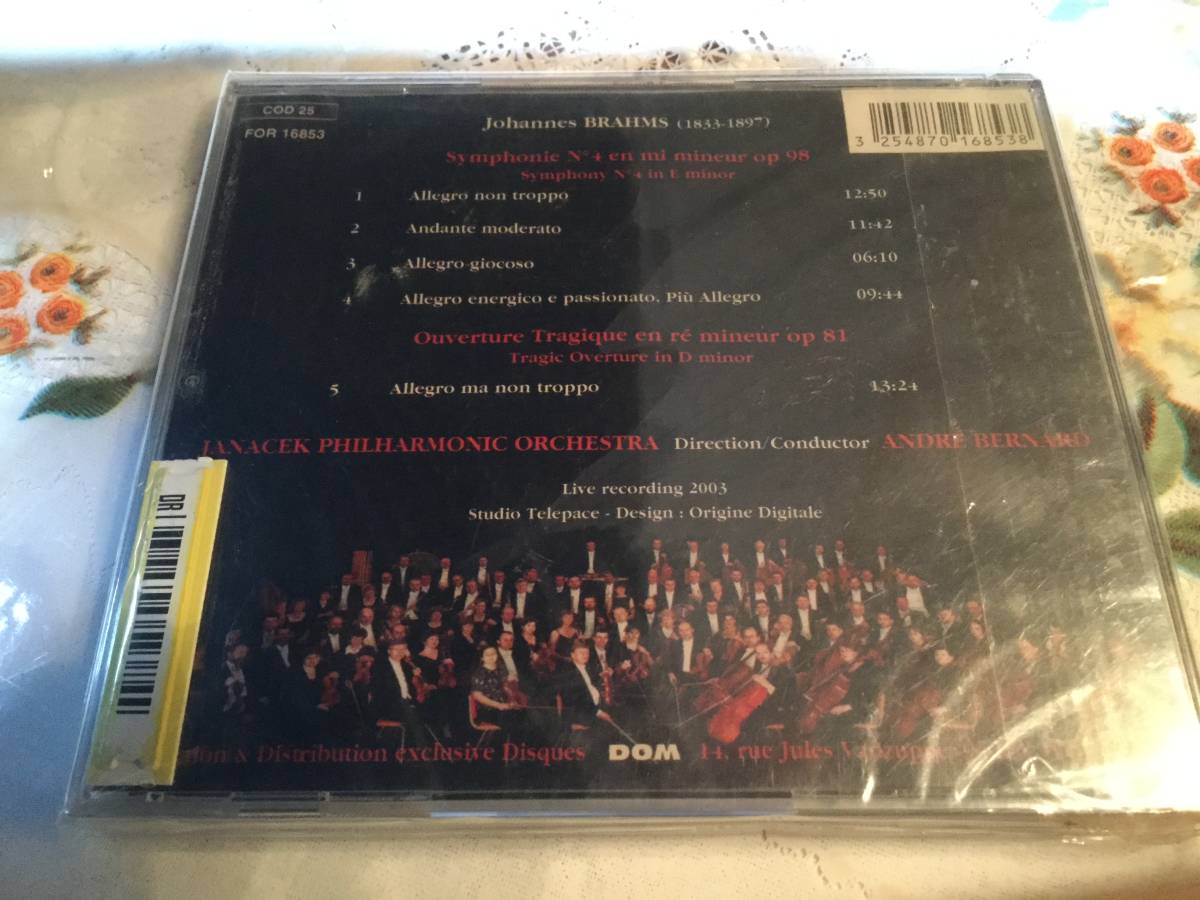 COD 25
FOR 16853
Johannes BRAHMS (1833-1897)
3 254870 168538
Symphonie N°4 en mi mineur op 98
Symphony N°4 in E minor
1 Allegro non troppo 12:50
2 Andante moderato 11:42
3 Allegro giocoso 06:10
4 Allegro energico e passionato, Più Allegro 09:44
Ouverture Tragique en ré mineur op 81
Tragic Overture in D minor
5 Allegro ma non troppo 13:24
JANACEK PHILHARMONIC ORCHESTRA Direction/Conductor ANDRE BERNARD
Live recording 2003
Studio Telepace - Design : Origine Digitale
DR
& Distribution exclusive Disques DOM 14, rue Jules